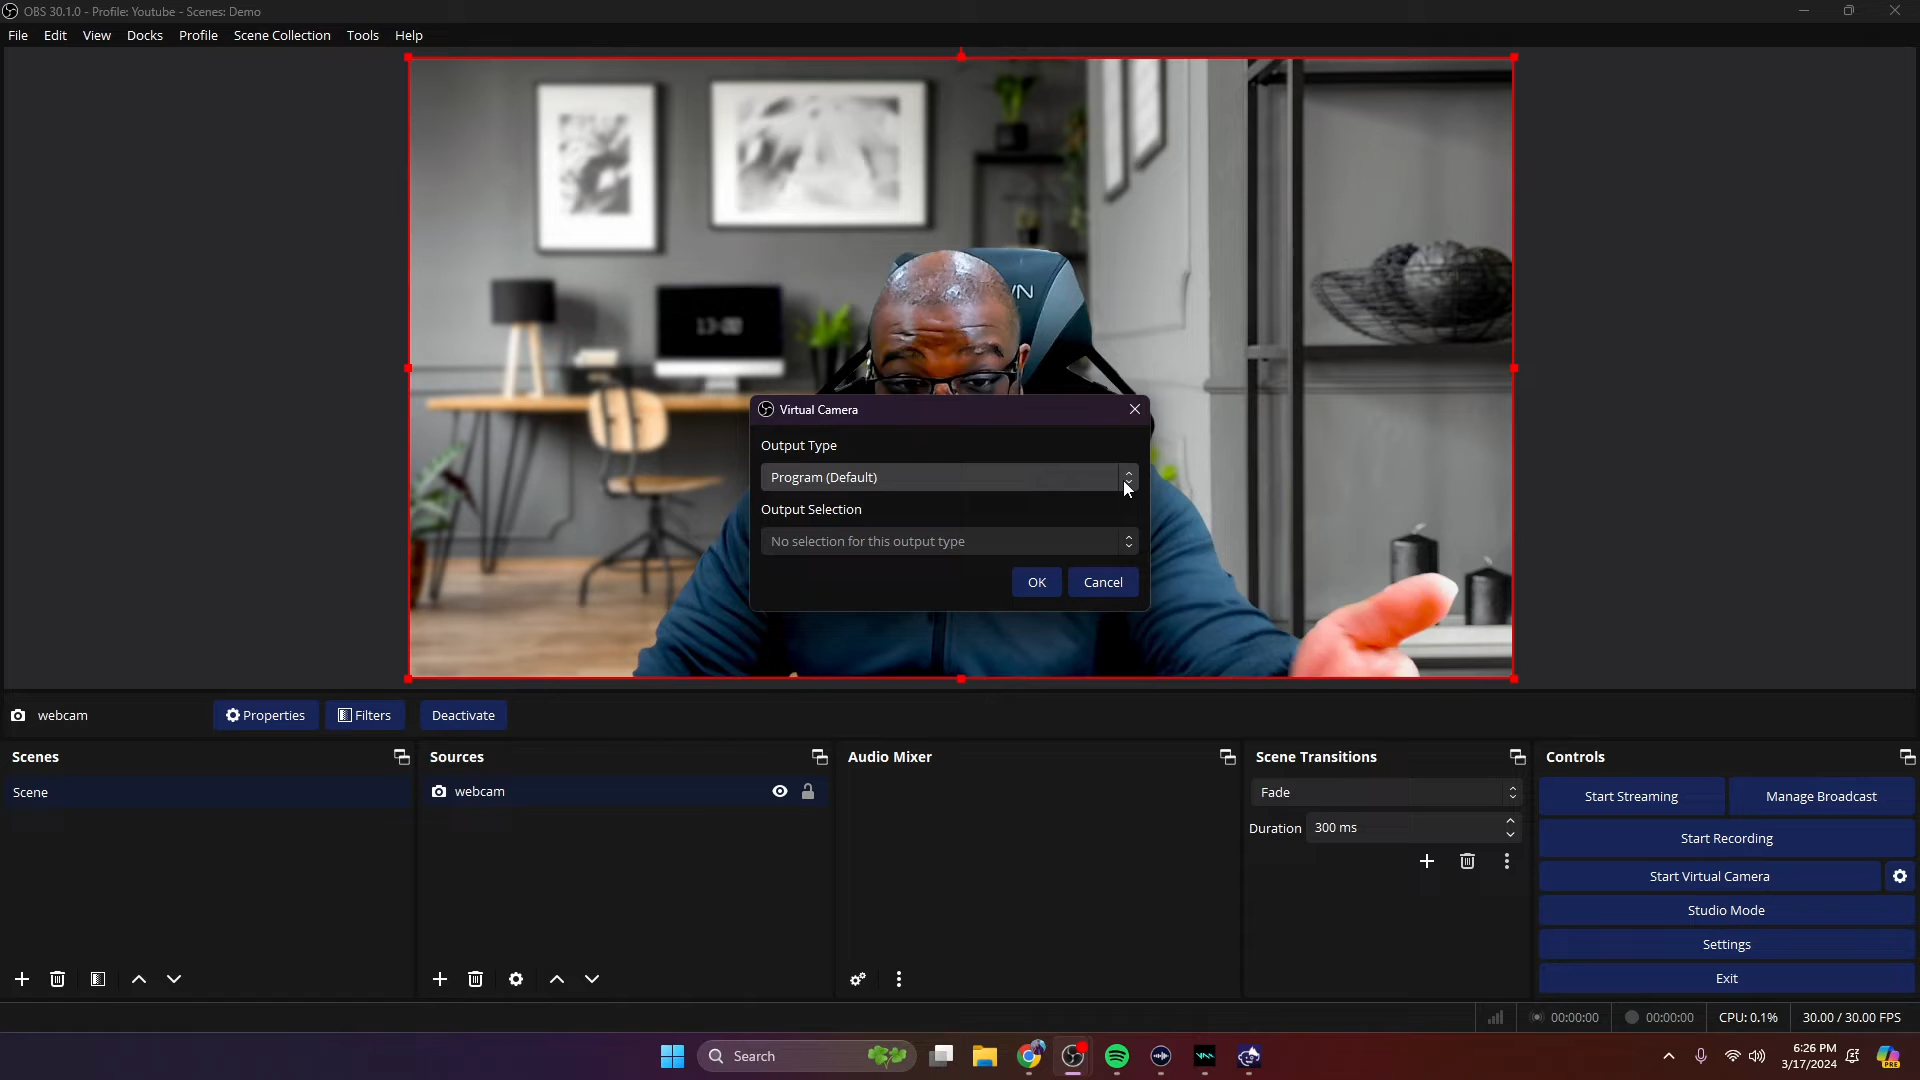 OBS 30.1.0 - Profile: Youtube - Scenes: Demo
File Edit View Docks Profile Scene Collection Tools Help
13-00
WN
Virtual Camera
Output Type
Program (Default)
Output Selection
No selection for this output type
OK Cancel
webcam Properties Filters Deactivate
Scenes Sources Audio Mixer Scene Transitions Controls
Scene
webcam
Fade
Duration 300 ms
Start Streaming Manage Broadcast
Start Recording
Start Virtual Camera
Studio Mode
Settings
Exit
00:00:00 00:00:00 CPU: 0.1% 30.00 / 30.00 FPS
Search
6:26 PM
3/17/2024
PRE